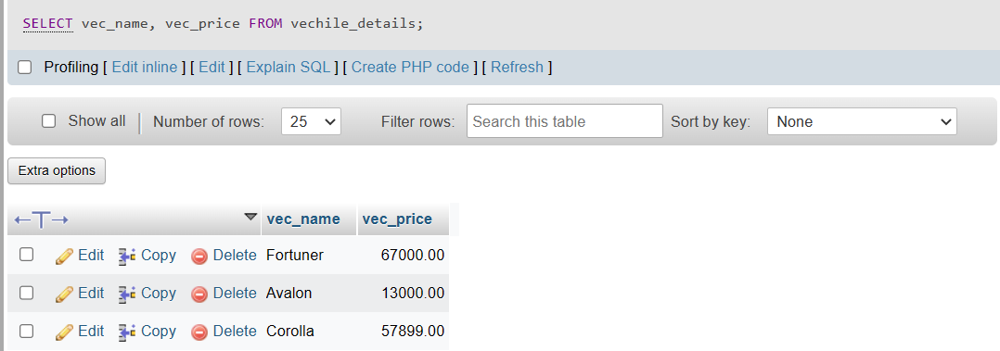 SELECT vec_name, vec_price FROM vechile_details;
Profiling [ Edit inline ] [ Edit ] [ Explain SQL ] [ Create PHP code ] [ Refresh ]
Show all Number of rows: 25 Filter rows: Search this table Sort by key: None
Extra options
←T→ vec_name vec_price
Edit Copy Delete Fortuner 67000.00
Edit Copy Delete Avalon 13000.00
Edit Copy Delete Corolla 57899.00